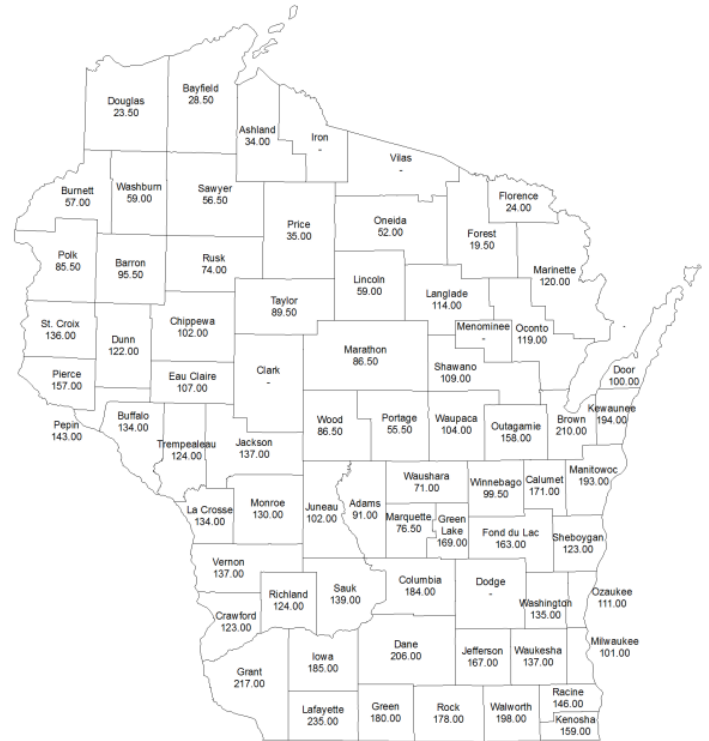 Bayfield
28.50
Douglas
23.50
Ashland
34.00
Iron
-
Vilas
-
Burnett
57.00
Washburn
59.00
Sawyer
56.50
Florence
24.00
Price
35.00
Oneida
52.00
Forest
19.50
Polk
85.50
Barron
95.50
Rusk
74.00
Marinette
120.00
Lincoln
59.00
Langlade
114.00
Taylor
89.50
St. Croix
136.00
Dunn
122.00
Chippewa
102.00
Menominee
-
Oconto
119.00
-
Marathon
86.50
Clark
-
Shawano
109.00
Door
100.00
Pierce
157.00
Eau Claire
107.00
Pepin
143.00
Buffalo
134.00
Trempealeau
124.00
Jackson
137.00
Wood
86.50
Portage
55.50
Waupaca
104.00
Outagamie
158.00
Brown
210.00
Kewaunee
194.00
Waushara
71.00
Winnebago
99.50
Calumet
171.00
Manitowoc
193.00
La Crosse
134.00
Monroe
130.00
Juneau
102.00
Adams
91.00
Marquette
76.50
Green
Lake
169.00
Fond du Lac
163.00
Sheboygan
123.00
Vernon
137.00
Richland
124.00
Sauk
139.00
Columbia
184.00
Dodge
-
Washington
135.00
Ozaukee
111.00
Crawford
123.00
Iowa
185.00
Dane
206.00
Jefferson
167.00
Waukesha
137.00
Milwaukee
101.00
Grant
217.00
Lafayette
235.00
Green
180.00
Rock
178.00
Walworth
198.00
Racine
146.00
Kenosha
159.00